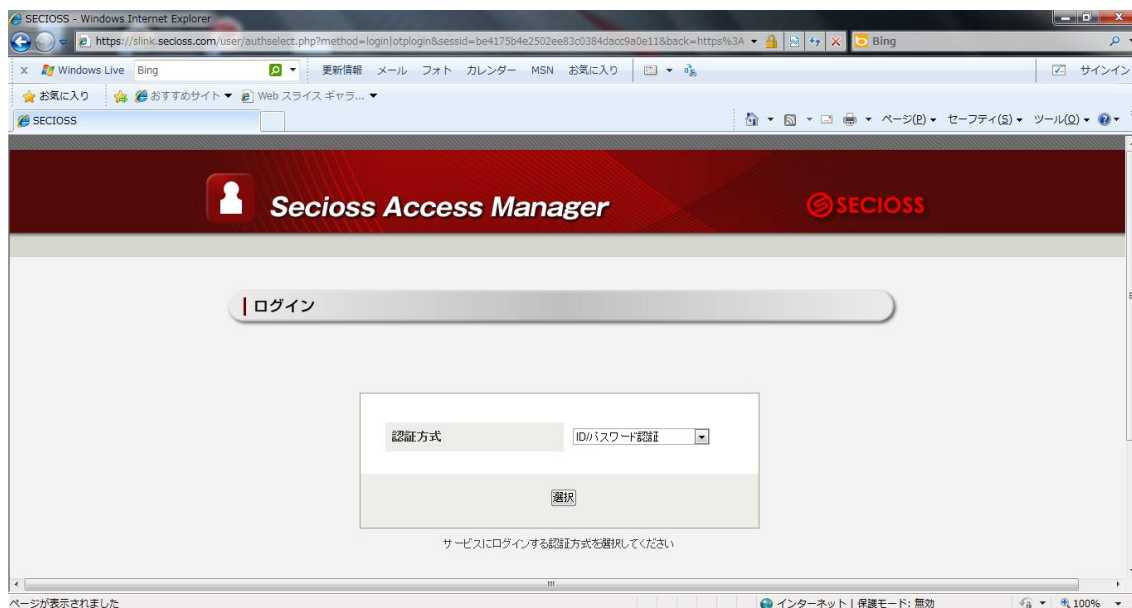 SECIOSS - Windows Internet Explorer
https://slink.secioss.com/user/authselect.php?method=login|otplogin&sessid=be4175b4e2502ee83c0384dacc9a0e11&back=https%3A
Bing
Windows Live Bing 更新情報 メール フォト カレンダー MSN お気に入り サインイン
お気に入り おすすめサイト Web スライス ギャラ...
SECIOSS ページ(P) セーフティ(S) ツール(O)
Secioss Access Manager SECIOSS
ログイン
認証方式 ID/パスワード認証
選択
サービスにログインする認証方式を選択してください
ページが表示されました インターネット | 保護モード: 無効 100%